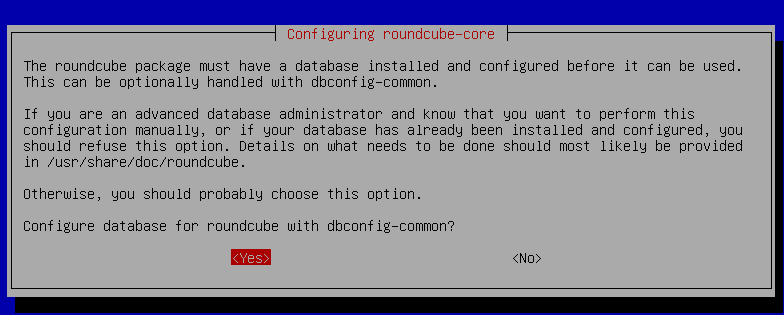 Configuring roundcube-core
The roundcube package must have a database installed and configured before it can be used.
This can be optionally handled with dbconfig-common.
If you are an advanced database administrator and know that you want to perform this
configuration manually, or if your database has already been installed and configured, you
should refuse this option. Details on what needs to be done should most likely be provided
in /usr/share/doc/roundcube.
Otherwise, you should probably choose this option.
Configure database for roundcube with dbconfig-common?
<Yes> <No>